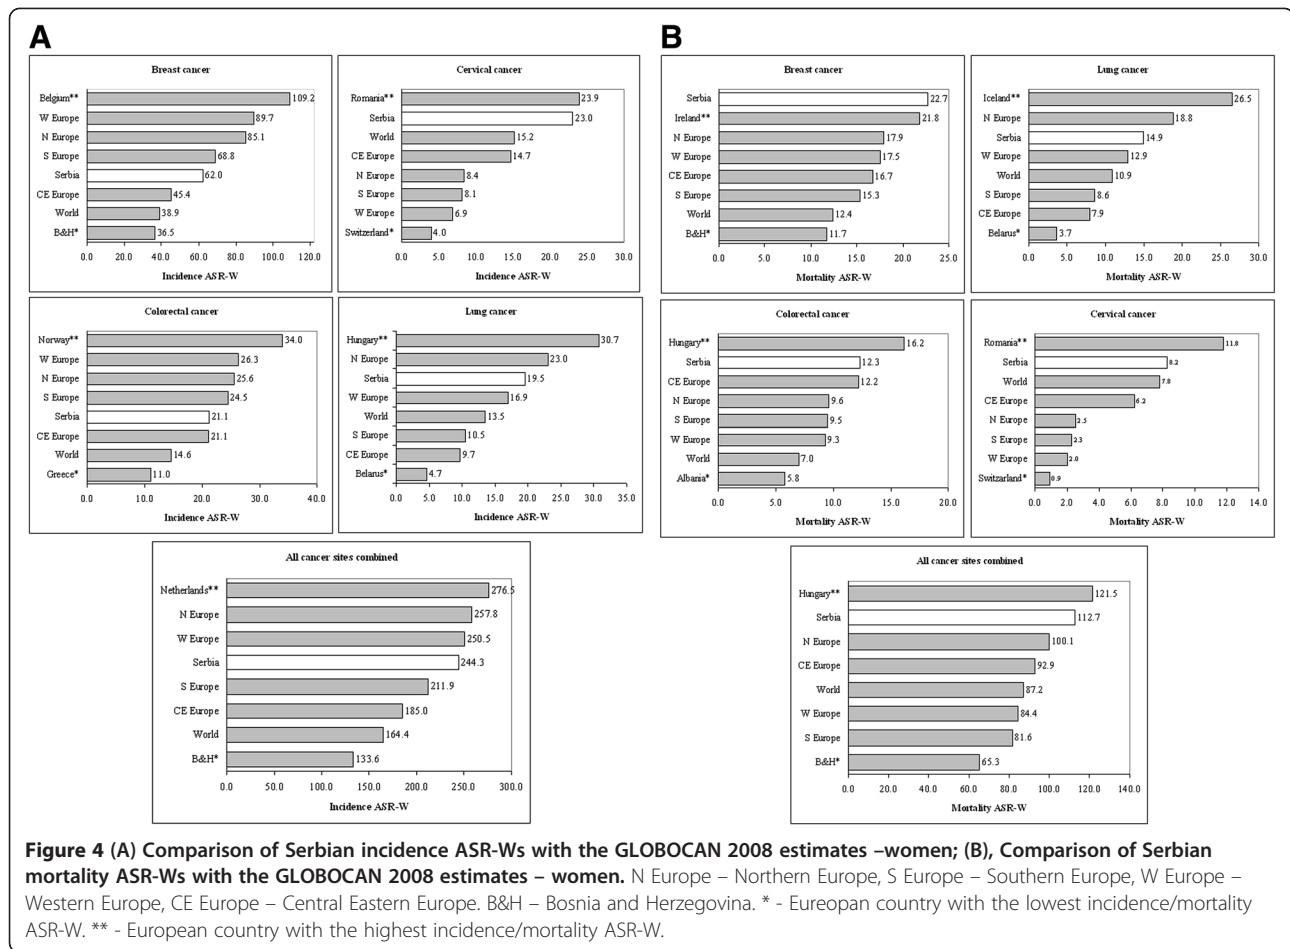 A
Breast cancer
Belgium** 109.2
W Europe 89.7
N Europe 85.1
S Europe 68.8
Serbia 62.0
CE Europe 45.4
World 38.9
B&H* 36.5
0.0 20.0 40.0 60.0 80.0 100.0 120.0
Incidence ASR-W
Cervical cancer
Romania** 23.9
Serbia 23.0
World 15.2
CE Europe 14.7
N Europe 8.4
S Europe 8.1
W Europe 6.9
Switzerland* 4.0
0.0 5.0 10.0 15.0 20.0 25.0 30.0
Incidence ASR-W
Colorectal cancer
Norway** 34.0
W Europe 26.3
N Europe 25.6
S Europe 24.5
Serbia 21.1
CE Europe 21.1
World 14.6
Greece* 11.0
0.0 10.0 20.0 30.0 40.0
Incidence ASR-W
Lung cancer
Hungary** 30.7
N Europe 23.0
Serbia 19.5
W Europe 16.9
World 13.5
S Europe 10.5
CE Europe 9.7
Belarus* 4.7
0.0 5.0 10.0 15.0 20.0 25.0 30.0 35.0
Incidence ASR-W
All cancer sites combined
Netherlands** 276.5
N Europe 257.8
W Europe 250.5
Serbia 244.3
S Europe 211.9
CE Europe 185.0
World 164.4
B&H* 133.6
0.0 50.0 100.0 150.0 200.0 250.0 300.0
Incidence ASR-W
B
Breast cancer
Serbia 22.7
Ireland** 21.8
N Europe 17.9
W Europe 17.5
CE Europe 16.7
S Europe 15.3
World 12.4
B&H* 11.7
0.0 5.0 10.0 15.0 20.0 25.0
Mortality ASR-W
Lung cancer
Iceland** 26.5
N Europe 18.8
Serbia 14.9
W Europe 12.9
World 10.9
S Europe 8.6
CE Europe 7.9
Belarus* 3.7
0.0 5.0 10.0 15.0 20.0 25.0 30.0
Mortality ASR-W
Colorectal cancer
Hungary** 16.2
Serbia 12.3
CE Europe 12.2
N Europe 9.6
S Europe 9.5
W Europe 9.3
World 7.0
Albania* 5.8
0.0 5.0 10.0 15.0 20.0
Mortality ASR-W
Cervical cancer
Romania** 11.8
Serbia 8.2
World 7.8
CE Europe 6.2
N Europe 2.5
S Europe 2.3
W Europe 2.0
Switzarland* 0.9
0.0 2.0 4.0 6.0 8.0 10.0 12.0 14.0
Mortality ASR-W
All cancer sites combined
Hungary** 121.5
Serbia 112.7
N Europe 100.1
CE Europe 92.9
World 87.2
W Europe 84.4
S Europe 81.6
B&H* 65.3
0.0 20.0 40.0 60.0 80.0 100.0 120.0 140.0
Mortality ASR-W
Figure 4 (A) Comparison of Serbian incidence ASR-Ws with the GLOBOCAN 2008 estimates –women; (B), Comparison of Serbian
mortality ASR-Ws with the GLOBOCAN 2008 estimates – women. N Europe – Northern Europe, S Europe – Southern Europe, W Europe –
Western Europe, CE Europe – Central Eastern Europe. B&H – Bosnia and Herzegovina. * - Eureopan country with the lowest incidence/mortality
ASR-W. ** - European country with the highest incidence/mortality ASR-W.